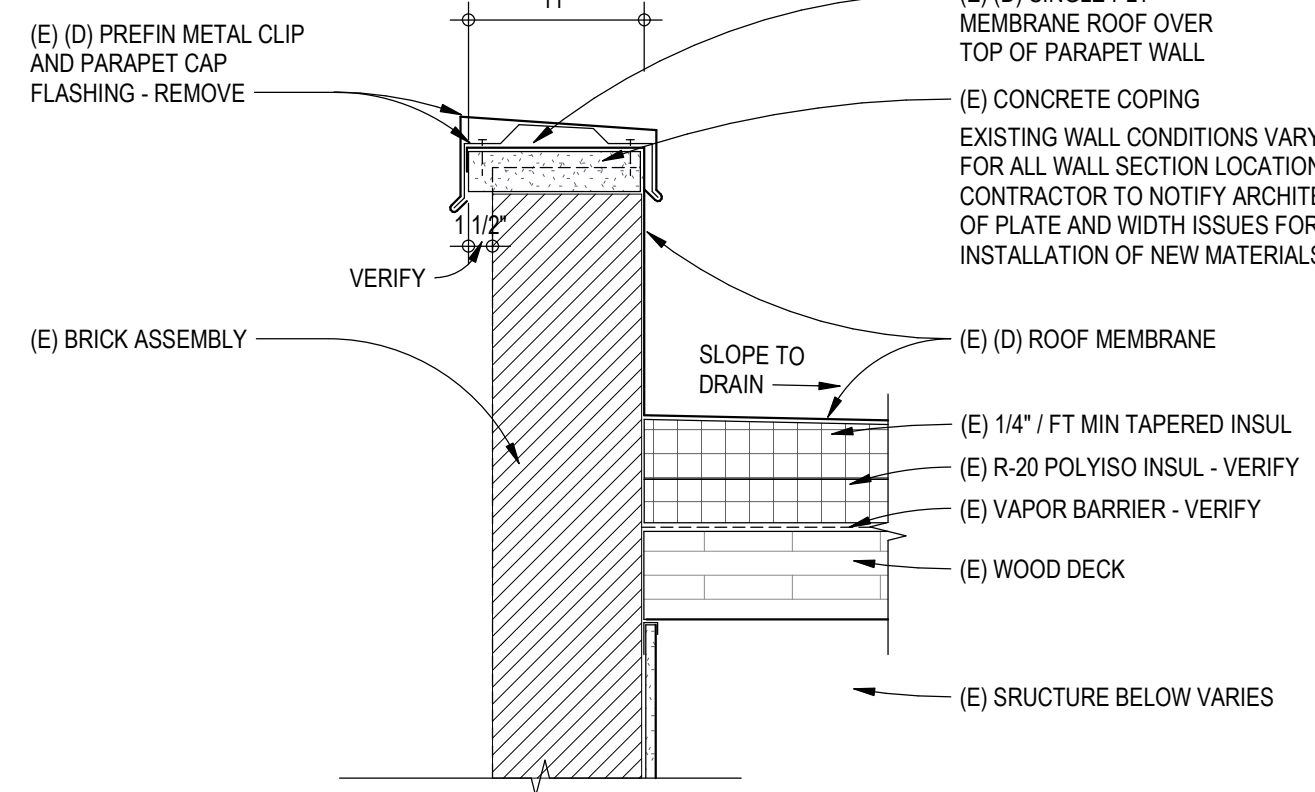 (E) (D) PREFIN METAL CLIP
AND PARAPET CAP
FLASHING - REMOVE
MEMBRANE ROOF OVER
TOP OF PARAPET WALL
(E) CONCRETE COPING
EXISTING WALL CONDITIONS VARY
FOR ALL WALL SECTION LOCATION
CONTRACTOR TO NOTIFY
OF PLATE AND WIDTH ISSUES FOR
INSTALLATION OF NEW MATERIALS
1 1/2"
VERIFY
(E) BRICK ASSEMBLY
SLOPE TO
DRAIN
(E) (D) ROOF MEMBRANE
(E) 1/4" / FT MIN TAPERED INSUL
(E) R-20 POLYISO INSUL - VERIFY
(E) VAPOR BARRIER - VERIFY
(E) WOOD DECK
(E) SRUCTURE BELOW VARIES